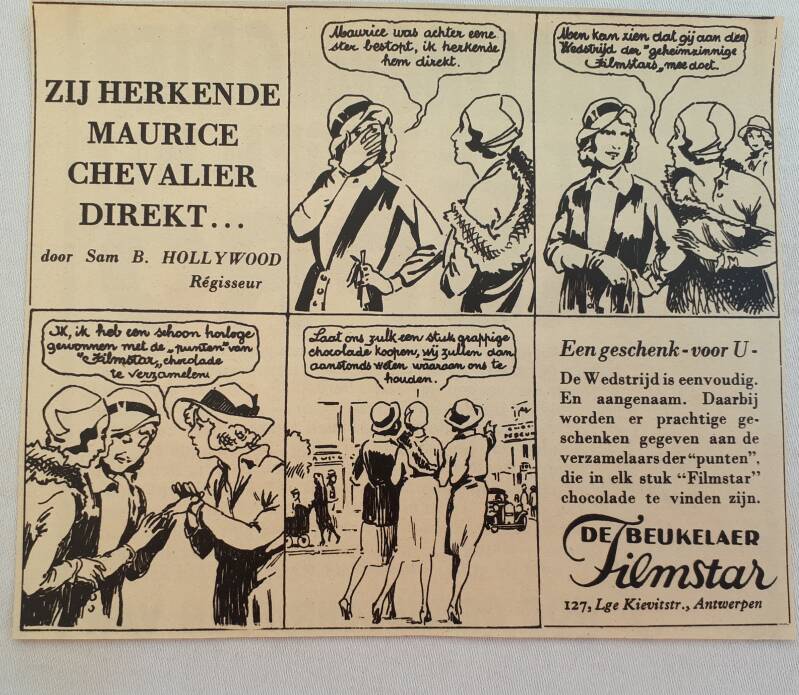 ZIJ HERKENDE
MAURICE
CHEVALIER
DIREKT...
door Sam B. HOLLYWOOD
Régisseur
Maurice was achter eene
ster bestopt, ik herkende
hem direkt.
Men kan zien dat gij aan den
Wedstrijd der "geheimzinnige
Filmstars" mee doet.
Ik, ik heb een schoon horloge
gewonnen met de "punten" van
"Filmstar" chocolade
te verzamelen
Laat ons zulk een stuk grappige
chocolade koopen, wij zullen dan
aanstonds weten waaraan ons te
houden.
Een geschenk - voor U -
De Wedstrijd is eenvoudig.
En aangenaam. Daarbij
worden er prachtige ge-
schenken gegeven aan de
verzamelaars der "punten",
die in elk stuk "Filmstar"
chocolade te vinden zijn.
DE BEUKELAER
Filmstar
127, Lge Kievitstr., Antwerpen